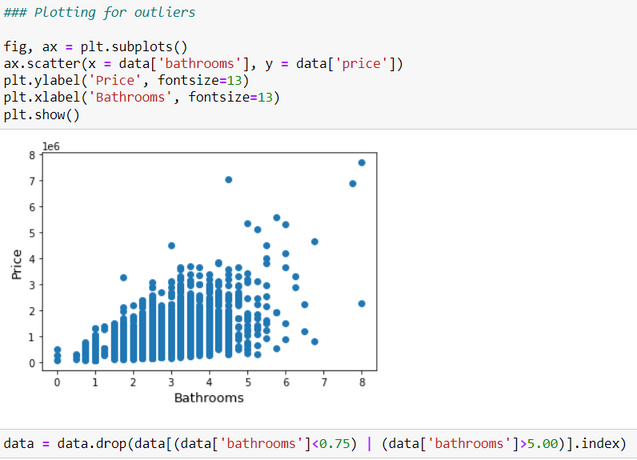 ### Plotting for outliers
fig, ax = plt.subplots()
ax.scatter(x = data['bathrooms'], y = data['price'])
plt.ylabel('Price', fontsize=13)
plt.xlabel('Bathrooms', fontsize=13)
plt.show()
1e6
8
7
6
5
4
3
2
1
0
Price
0 1 2 3 4 5 6 7 8
Bathrooms
data = data.drop(data[(data['bathrooms']<0.75) | (data['bathrooms']>5.00)].index)